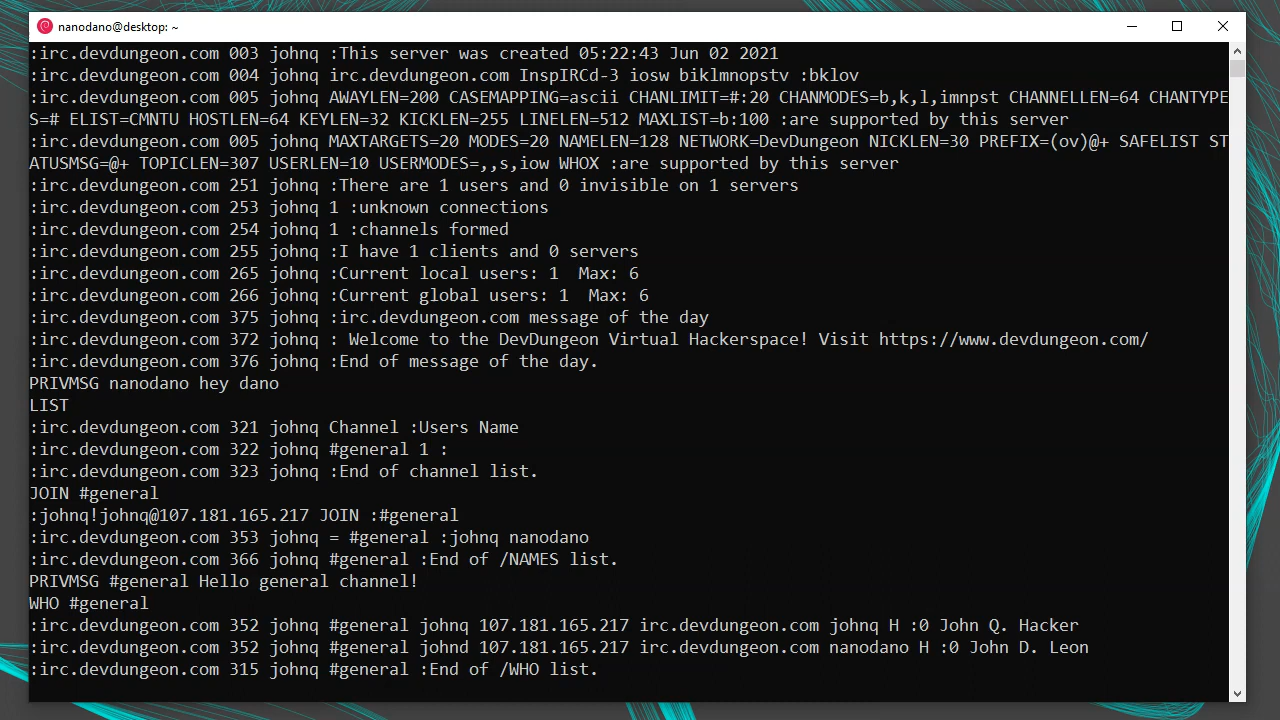 nanodano@desktop: ~
:irc.devdungeon.com 003 johnq :This server was created 05:22:43 Jun 02 2021
:irc.devdungeon.com 004 johnq irc.devdungeon.com InspIRCd-3 iosw biklmnopstv :bklov
:irc.devdungeon.com 005 johnq AWAYLEN=200 CASEMAPPING=ascii CHANLIMIT=#:20 CHANMODES=b,k,l,imnpst CHANNELLEN=64 CHANTYPE
S=# ELIST=CMNTU HOSTLEN=64 KEYLEN=32 KICKLEN=255 LINELEN=512 MAXLIST=b:100 :are supported by this server
:irc.devdungeon.com 005 johnq MAXTARGETS=20 MODES=20 NAMELEN=128 NETWORK=DevDungeon NICKLEN=30 PREFIX=(ov)@+ SAFELIST ST
ATUSMSG=@+ TOPICLEN=307 USERLEN=10 USERMODES=,,s,iow WHOX :are supported by this server
:irc.devdungeon.com 251 johnq :There are 1 users and 0 invisible on 1 servers
:irc.devdungeon.com 253 johnq 1 :unknown connections
:irc.devdungeon.com 254 johnq 1 :channels formed
:irc.devdungeon.com 255 johnq :I have 1 clients and 0 servers
:irc.devdungeon.com 265 johnq :Current local users: 1  Max: 6
:irc.devdungeon.com 266 johnq :Current global users: 1  Max: 6
:irc.devdungeon.com 375 johnq :irc.devdungeon.com message of the day
:irc.devdungeon.com 372 johnq : Welcome to the DevDungeon Virtual Hackerspace! Visit https://www.devdungeon.com/
:irc.devdungeon.com 376 johnq :End of message of the day.
PRIVMSG nanodano hey dano
LIST
:irc.devdungeon.com 321 johnq Channel :Users Name
:irc.devdungeon.com 322 johnq #general 1 :
:irc.devdungeon.com 323 johnq :End of channel list.
JOIN #general
:johnq!johnq@107.181.165.217 JOIN :#general
:irc.devdungeon.com 353 johnq = #general :johnq nanodano
:irc.devdungeon.com 366 johnq #general :End of /NAMES list.
PRIVMSG #general Hello general channel!
WHO #general
:irc.devdungeon.com 352 johnq #general johnq 107.181.165.217 irc.devdungeon.com johnq H :0 John Q. Hacker
:irc.devdungeon.com 352 johnq #general johnd 107.181.165.217 irc.devdungeon.com nanodano H :0 John D. Leon
:irc.devdungeon.com 315 johnq #general :End of /WHO list.